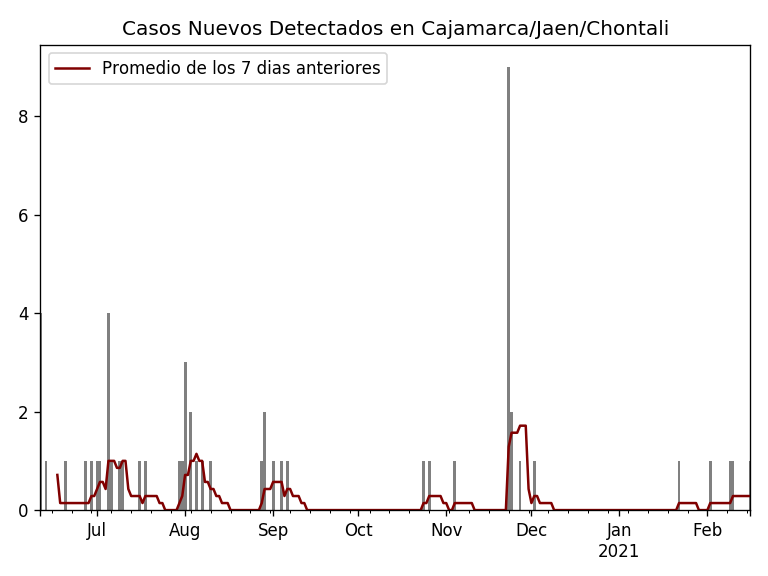 Casos Nuevos Detectados en Cajamarca/Jaen/Chontali
Promedio de los 7 dias anteriores
8
6
4
2
0
Jul Aug Sep Oct Nov Dec Jan Feb
2021